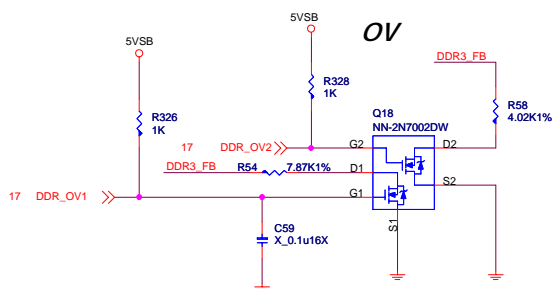 OV
5VSB
5VSB
DDR3_FB
R328
1K
R326
1K
R58
4.02K1%
Q18
NN-2N7002DW
17 DDR_OV2
G2
D2
DDR3_FB
R54
7.87K1%
D1
17 DDR_OV1
G1
S2
S1
C59
X_0.1u16X